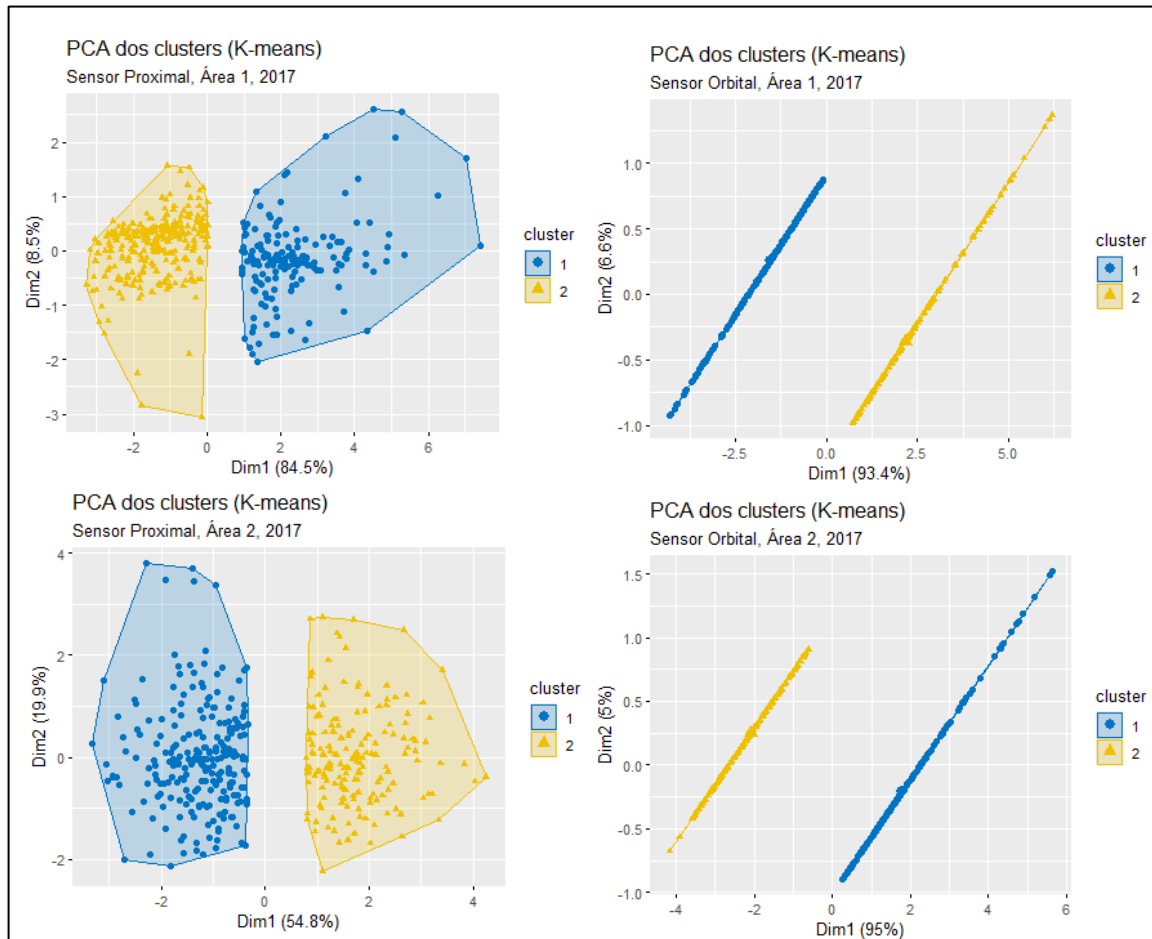 PCA dos clusters (K-means)
Sensor Proximal, Área 1, 2017
2
1
0
-1
-2
-3
Dim2 (8.5%)
-2
0
2
4
6
Dim1 (84.5%)
cluster
1
2
PCA dos clusters (K-means)
Sensor Orbital, Área 1, 2017
1.0
0.5
0.0
-0.5
-1.0
Dim2 (6.6%)
-2.5
0.0
2.5
5.0
Dim1 (93.4%)
cluster
1
2
PCA dos clusters (K-means)
Sensor Proximal, Área 2, 2017
4
2
0
-2
Dim2 (19.9%)
-2
0
2
4
Dim1 (54.8%)
cluster
1
2
PCA dos clusters (K-means)
Sensor Orbital, Área 2, 2017
1.5
1.0
0.5
0.0
-0.5
-1.0
Dim2 (5%)
-4
-2
0
2
4
6
Dim1 (95%)
cluster
1
2